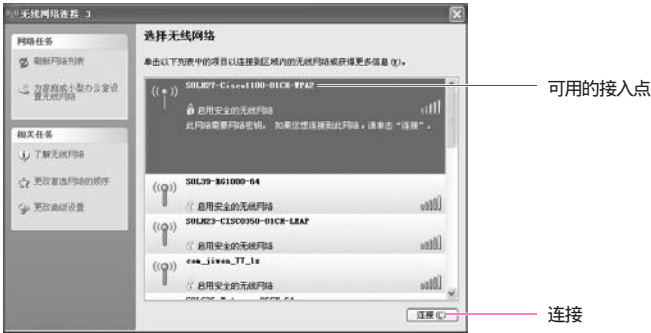 无线网络连接 3
网络任务
刷新网络列表
为家庭或小型办公室设
置无线网络
相关任务
了解无线网络
更改首选网络的顺序
更改高级设置
选择无线网络
单击以下列表中的项目以连接到区域内的无线网络或获得更多信息(W)。
启用安全的无线网络
此网络需要网络密钥。如果您想连接到此网络，请单击“连接”。
SOL39-RG1000-64
启用安全的无线网络
SOLM23-CISCO350-01CH-LEAP
启用安全的无线网络
com_jiwen_77_lz
启用安全的无线网络
连接(C)
可用的接入点
连接